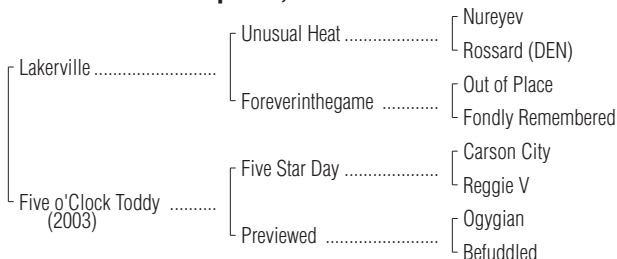 Nureyev
Unusual Heat .....................
Rossard (DEN)
Lakerville ...........................
Out of Place
Foreverinthegame ............
Fondly Remembered
Carson City
Five Star Day .....................
Reggie V
Five o'Clock Toddy ..........
(2003)
Ogygian
Previewed .........................
Befuddled